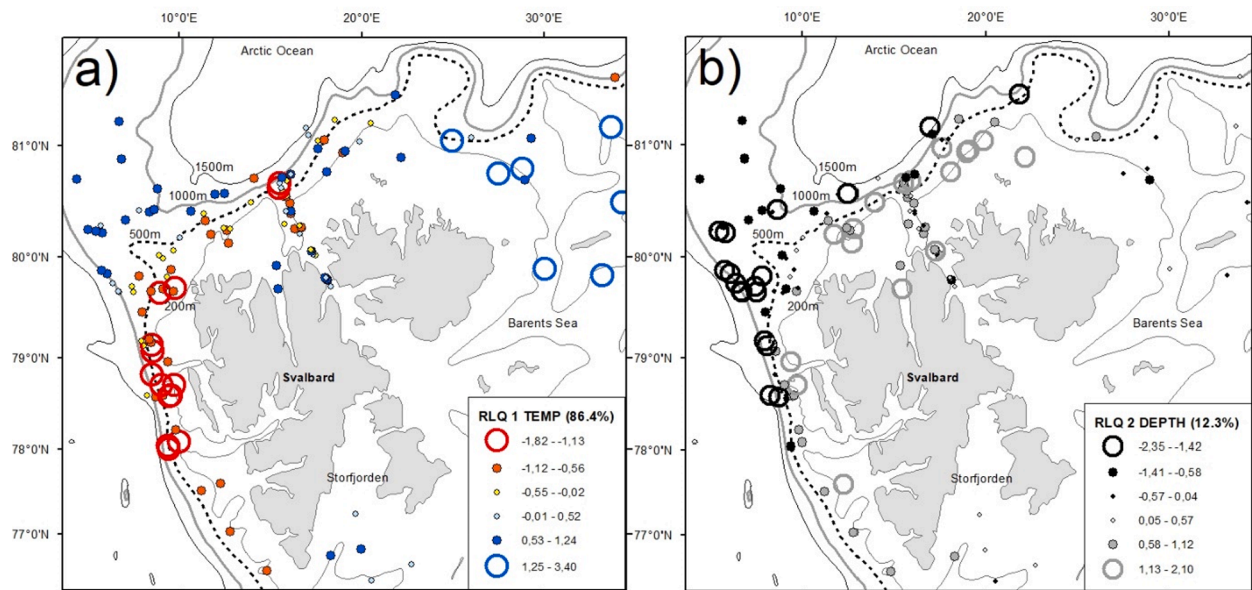 10°0'E 20°0'E 30°0'E
a)
Arctic Ocean
81°0'N
1500m
1000m
500m
80°0'N
200m
Barents Sea
79°0'N
Svalbard
78°0'N
Storfjorden
77°0'N
RLQ 1 TEMP (86.4%)
-1,82 - -1,13
-1,12 - -0,56
-0,55 - -0,02
-0,01 - 0,52
0,53 - 1,24
1,25 - 3,40
10°0'E 20°0'E 30°0'E
b)
Arctic Ocean
81°0'N
1500m
1000m
500m
80°0'N
200m
Barents Sea
79°0'N
Svalbard
78°0'N
Storfjorden
77°0'N
RLQ 2 DEPTH (12.3%)
-2,35 - -1,42
-1,41 - -0,58
-0,57 - 0,04
0,05 - 0,57
0,58 - 1,12
1,13 - 2,10